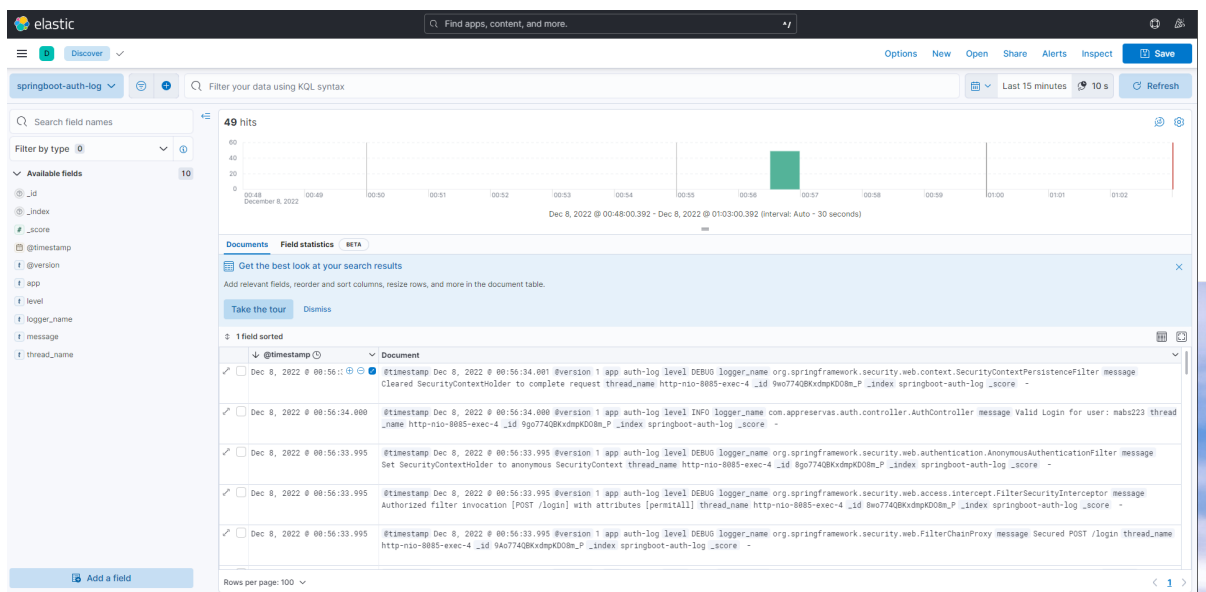 elastic
Find apps, content, and more.
^/
D
Discover
Options New Open Share Alerts Inspect Save
springboot-auth-log
Filter your data using KQL syntax
Last 15 minutes
10 s
Refresh
Search field names
Filter by type 0
Available fields 10
_id
_index
# _score
@timestamp
t @version
t app
t level
t logger_name
t message
t thread_name
Add a field
49 hits
60
40
20
0
00:48 00:49 00:50 00:51 00:52 00:53 00:54 00:55 00:56 00:57 00:58 00:59 01:00 01:01 01:02
December 8, 2022
Dec 8, 2022 @ 00:48:00.392 - Dec 8, 2022 @ 01:03:00.392 (interval: Auto - 30 seconds)
Documents Field statistics BETA
Get the best look at your search results
Add relevant fields, reorder and sort columns, resize rows, and more in the document table.
Take the tour Dismiss
1 field sorted
@timestamp Document
Dec 8, 2022 @ 00:56:: @timestamp Dec 8, 2022 @ 00:56:34.001 @version 1 app auth-log level DEBUG logger_name org.springframework.security.web.context.SecurityContextPersistenceFilter message
Cleared SecurityContextHolder to complete request thread_name http-nio-8085-exec-4 _id 9wo774QBKxdmpKDO8m_P _index springboot-auth-log _score -
Dec 8, 2022 @ 00:56:34.000 @timestamp Dec 8, 2022 @ 00:56:34.000 @version 1 app auth-log level INFO logger_name com.appreservas.auth.controller.AuthController message Valid Login for user: mabs223 thread
_name http-nio-8085-exec-4 _id 9go774QBKxdmpKDO8m_P _index springboot-auth-log _score -
Dec 8, 2022 @ 00:56:33.995 @timestamp Dec 8, 2022 @ 00:56:33.995 @version 1 app auth-log level DEBUG logger_name org.springframework.security.web.authentication.AnonymousAuthenticationFilter message
Set SecurityContextHolder to anonymous SecurityContext thread_name http-nio-8085-exec-4 _id 8go774QBKxdmpKDO8m_P _index springboot-auth-log _score -
Dec 8, 2022 @ 00:56:33.995 @timestamp Dec 8, 2022 @ 00:56:33.995 @version 1 app auth-log level DEBUG logger_name org.springframework.security.web.access.intercept.FilterSecurityInterceptor message
Authorized filter invocation [POST /login] with attributes [permitAll] thread_name http-nio-8085-exec-4 _id 8wo774QBKxdmpKDO8m_P _index springboot-auth-log _score -
Dec 8, 2022 @ 00:56:33.995 @timestamp Dec 8, 2022 @ 00:56:33.995 @version 1 app auth-log level DEBUG logger_name org.springframework.security.web.FilterChainProxy message Secured POST /login thread_name
http-nio-8085-exec-4 _id 9Ao774QBKxdmpKDO8m_P _index springboot-auth-log _score -
Rows per page: 100
< 1 >